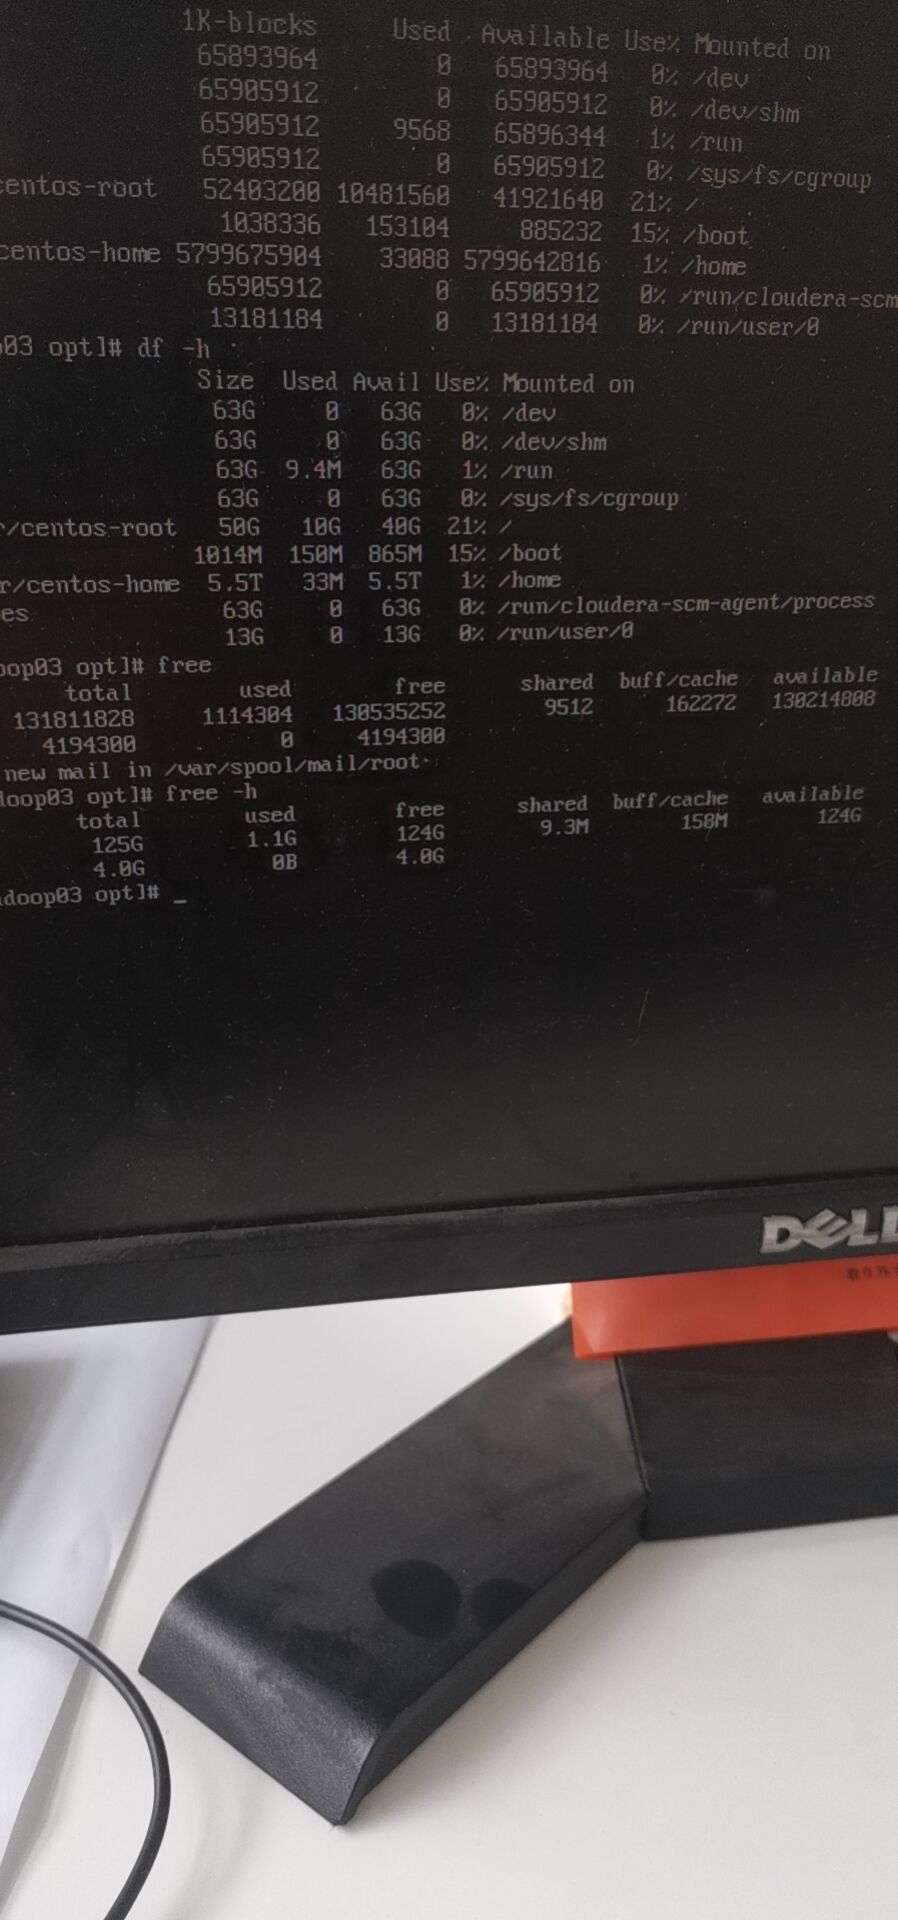 1K-blocks Used Available Use% Mounted on
65893964 0 65893964 0% /dev
65905912 0 65905912 0% /dev/shm
65905912 9568 65896344 1% /run
65905912 0 65905912 0% /sys/fs/cgroup
centos-root 52403200 10481560 41921640 21% /
1038336 153104 885232 15% /boot
centos-home 5799675904 33088 5799642816 1% /home
65905912 0 65905912 0% /run/cloudera-scm
13181184 0 13181184 0% /run/user/0
p03 opt]# df -h
Size Used Avail Use% Mounted on
63G 0 63G 0% /dev
63G 0 63G 0% /dev/shm
63G 9.4M 63G 1% /run
63G 0 63G 0% /sys/fs/cgroup
r/centos-root 50G 10G 40G 21% /
1014M 150M 865M 15% /boot
r/centos-home 5.5T 33M 5.5T 1% /home
es 63G 0 63G 0% /run/cloudera-scm-agent/process
13G 0 13G 0% /run/user/0
oop03 opt]# free
total used free shared buff/cache available
131811828 1114304 130535252 9512 162272 130214808
4194300 0 4194300
new mail in /var/spool/mail/root
doop03 opt]# free -h
total used free shared buff/cache available
125G 1.1G 124G 9.3M 158M 124G
4.0G 0B 4.0G
doop03 opt]# _
DELL